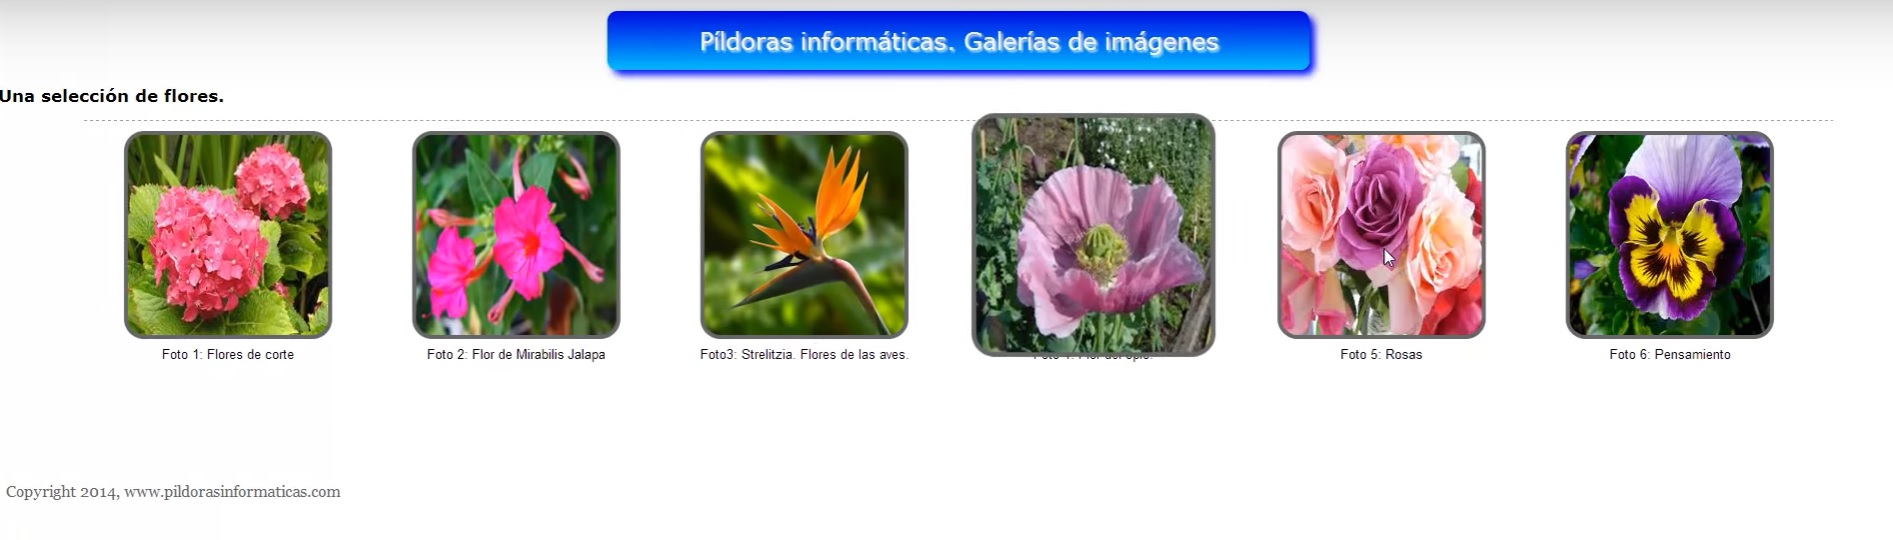 Píldoras informáticas. Galerías de imágenes
Una selección de flores.
Foto 1: Flores de corte
Foto 2: Flor de Mirabilis Jalapa
Foto3: Strelitzia. Flores de las aves.
Foto 5: Rosas
Foto 6: Pensamiento
Copyright 2014, www.pildorasinformaticas.com